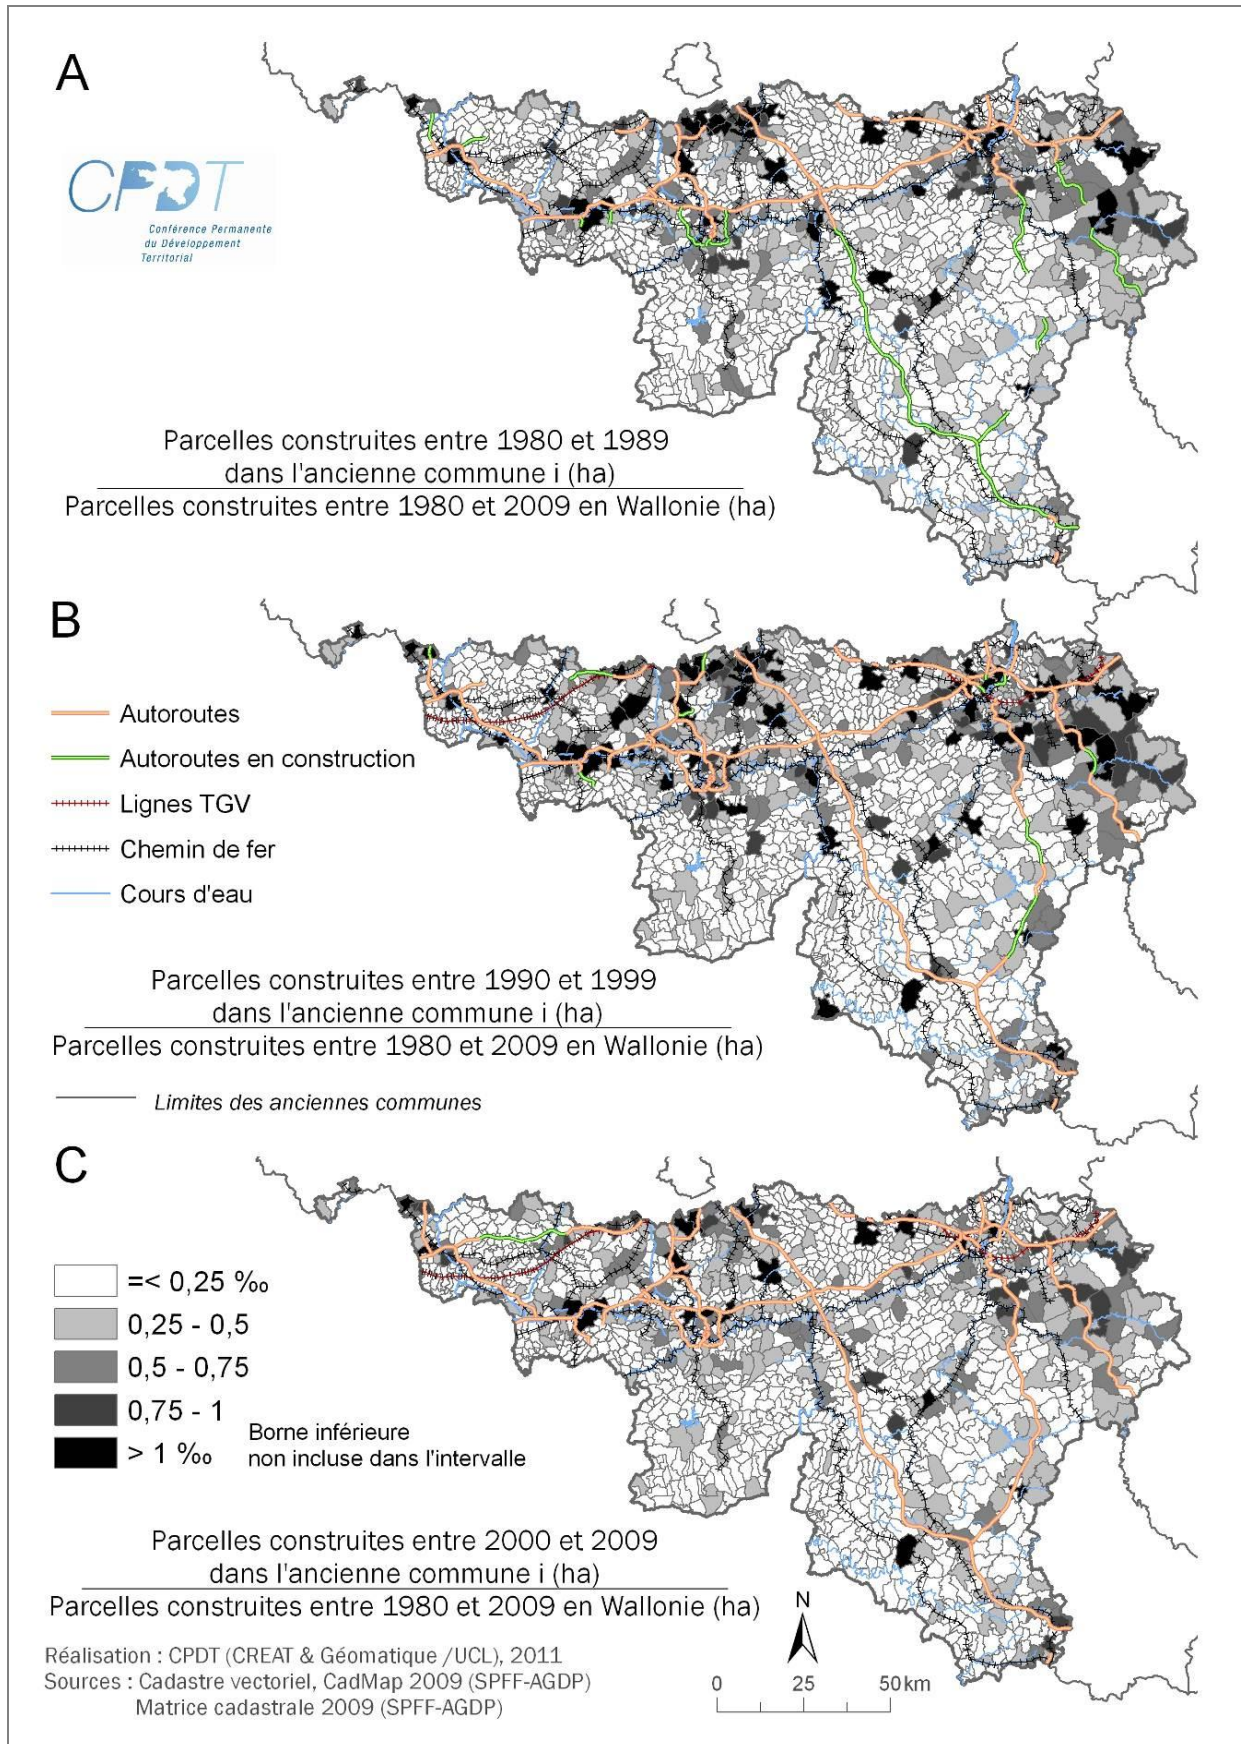 A
CPDT
Conférence Permanente
du Développement
Territorial
Parcelles construites entre 1980 et 1989
dans l'ancienne commune i (ha)
Parcelles construites entre 1980 et 2009 en Wallonie (ha)
B
Autoroutes
Autoroutes en construction
Lignes TGV
Chemin de fer
Cours d'eau
Parcelles construites entre 1990 et 1999
dans l'ancienne commune i (ha)
Parcelles construites entre 1980 et 2009 en Wallonie (ha)
Limites des anciennes communes
C
=< 0,25 ‰
0,25 - 0,5
0,5 - 0,75
0,75 - 1
> 1 ‰
Borne inférieure
non incluse dans l'intervalle
Parcelles construites entre 2000 et 2009
dans l'ancienne commune i (ha)
Parcelles construites entre 1980 et 2009 en Wallonie (ha)
N
Réalisation : CPDT (CREAT & Géomatique /UCL), 2011
Sources : Cadastre vectoriel, CadMap 2009 (SPFF-AGDP)
Matrice cadastrale 2009 (SPFF-AGDP)
0 25 50 km